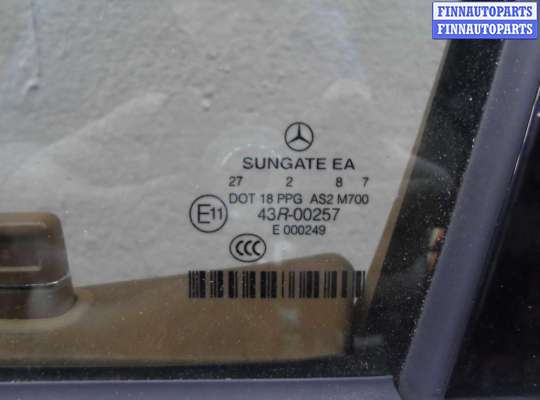 FINNAUTOPARTS
FINNAUTOPARTS
SUNGATE EA
27 2 8 7
DOT 18 PPG AS2 M700
E11 43R-00257
E 000249
CCC